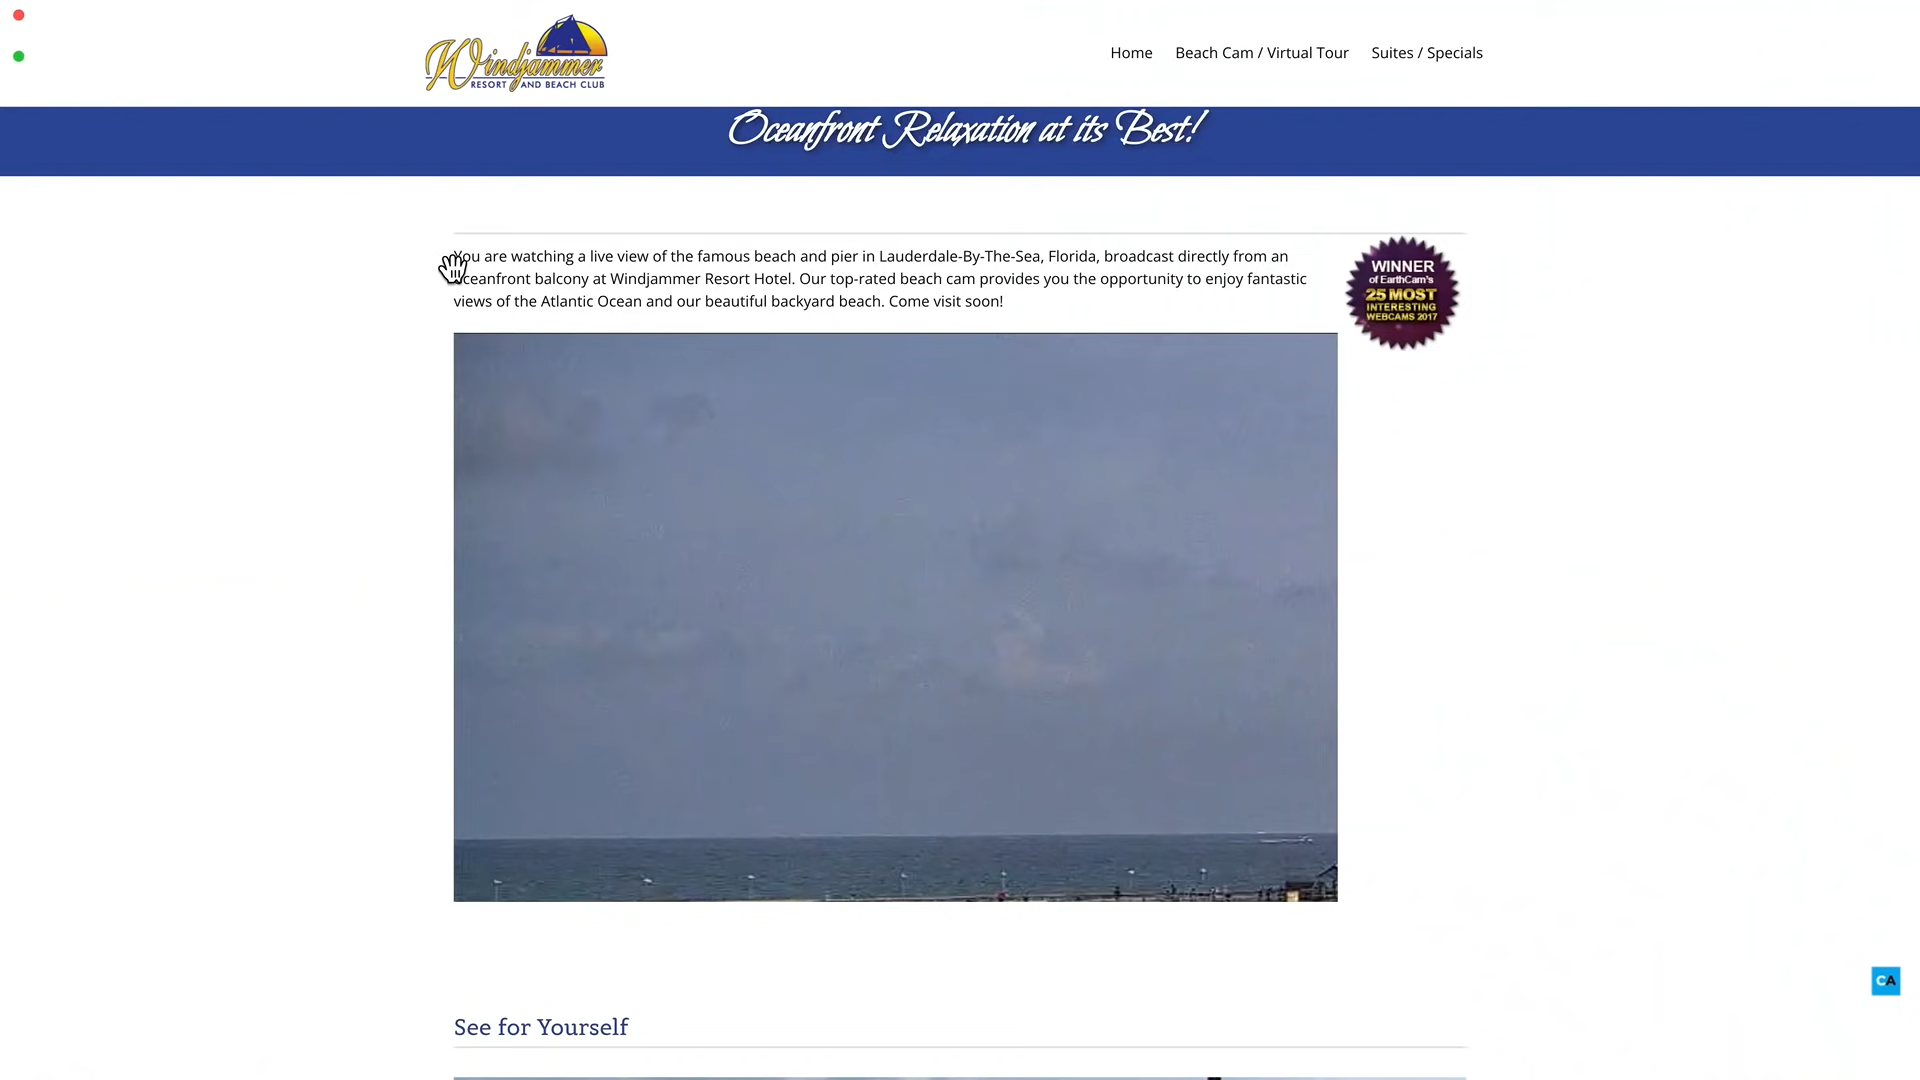 Windjammer
RESORT AND BEACH CLUB
Home
Beach Cam / Virtual Tour
Suites / Specials
Oceanfront Relaxation at its Best!
You are watching a live view of the famous beach and pier in Lauderdale-By-The-Sea, Florida, broadcast directly from an
oceanfront balcony at Windjammer Resort Hotel. Our top-rated beach cam provides you the opportunity to enjoy fantastic
views of the Atlantic Ocean and our beautiful backyard beach. Come visit soon!
WINNER
of EarthCam's
25 MOST
INTERESTING
WEBCAMS 2017
CA
See for Yourself